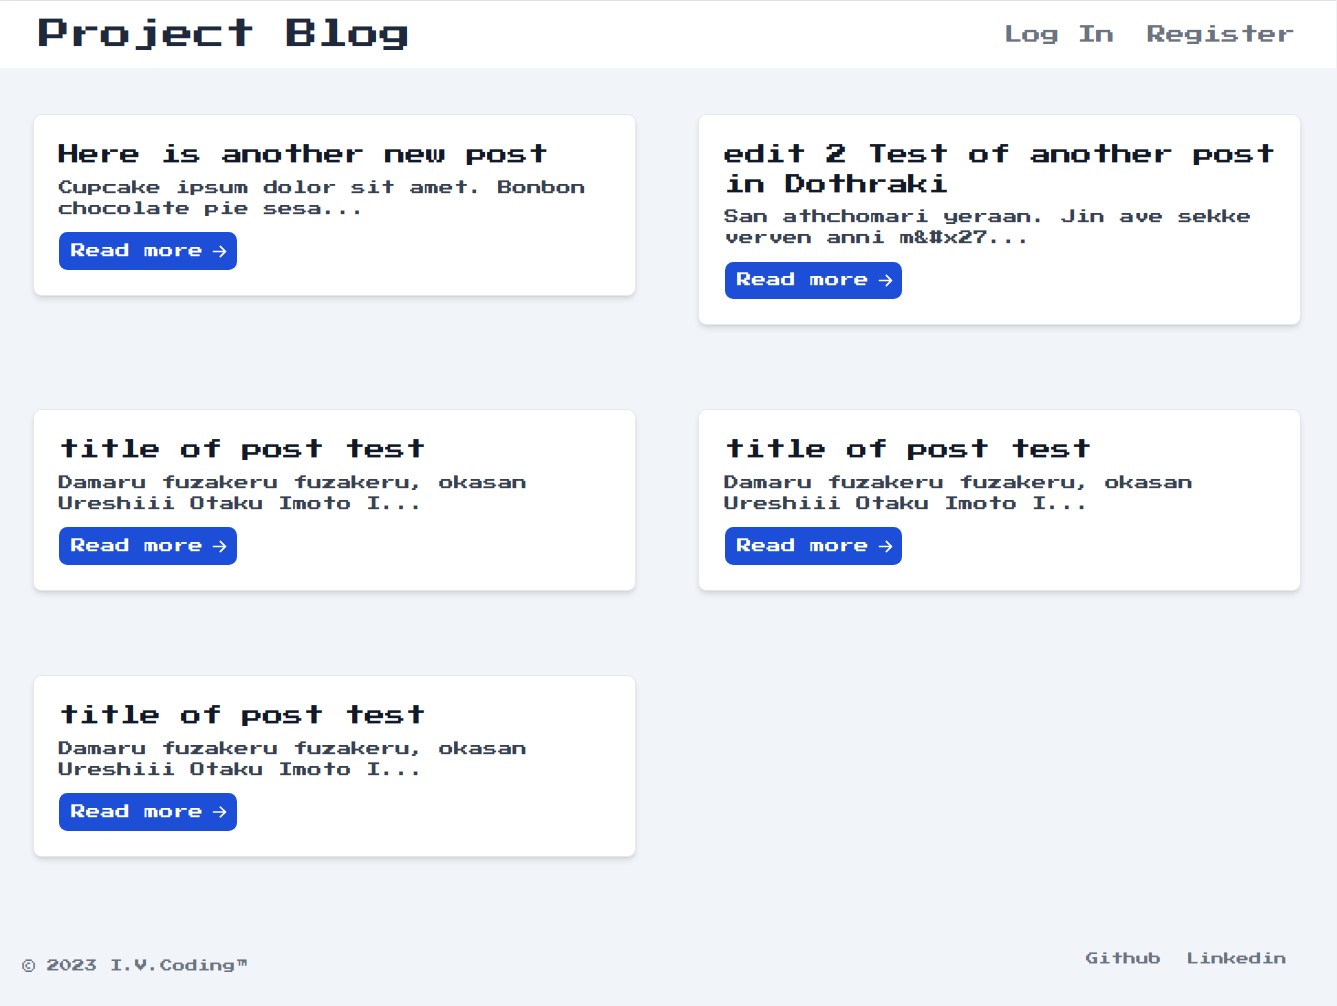 Project Blog
Log In Register
Here is another new post
Cupcake ipsum dolor sit amet. Bonbon
chocolate pie sesa...
Read more →
edit 2 Test of another post
in Dothraki
San athchomari yeraan. Jin ave sekke
verven anni m&#x27...
Read more →
title of post test
Damaru fuzakeru fuzakeru, okasan
Ureshiii Otaku Imoto I...
Read more →
title of post test
Damaru fuzakeru fuzakeru, okasan
Ureshiii Otaku Imoto I...
Read more →
title of post test
Damaru fuzakeru fuzakeru, okasan
Ureshiii Otaku Imoto I...
Read more →
© 2023 I.V.Coding™
Github Linkedin